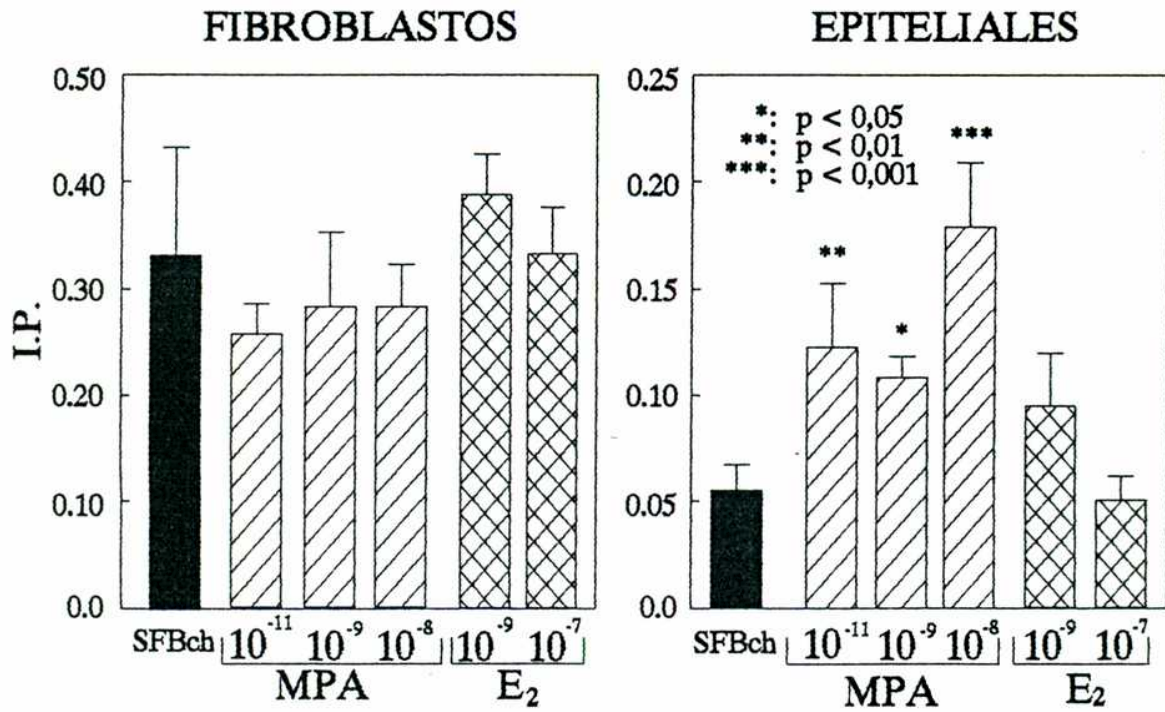 FIBROBLASTOS
EPITELIALES
I.P.
0.50
0.40
0.30
0.20
0.10
0.0
SFBch 10⁻¹¹ 10⁻⁹ 10⁻⁸ 10⁻⁹ 10⁻⁷
MPA E₂
0.25
0.20
0.15
0.10
0.05
0.0
*: p < 0,05
**: p < 0,01
***: p < 0,001
**
*
***
SFBch 10⁻¹¹ 10⁻⁹ 10⁻⁸ 10⁻⁹ 10⁻⁷
MPA E₂